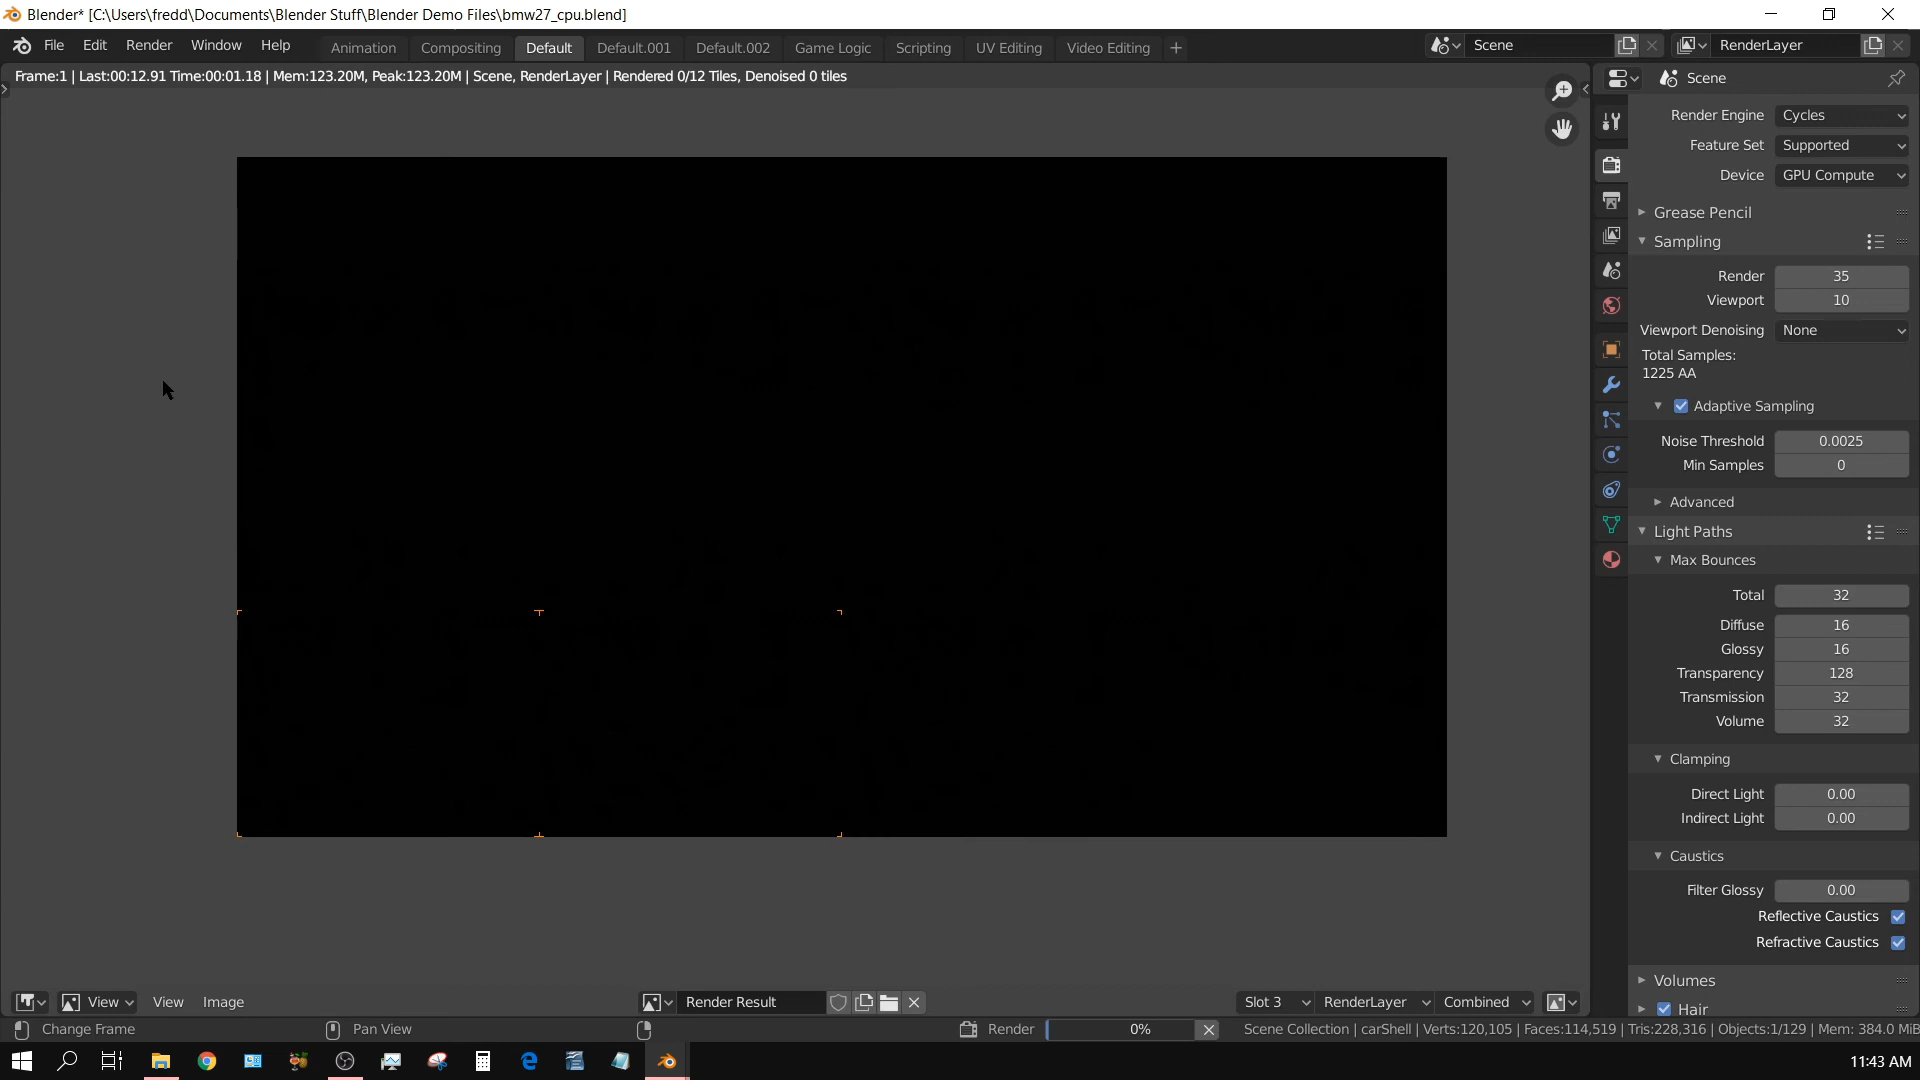 Blender* [C:\Users\fredd\Documents\Blender Stuff\Blender Demo Files\bmw27_cpu.blend]
File Edit Render Window Help Animation Compositing Default Default.001 Default.002 Game Logic Scripting UV Editing Video Editing + Scene RenderLayer
Frame:1 | Last:00:12.91 Time:00:01.18 | Mem:123.20M, Peak:123.20M | Scene, RenderLayer | Rendered 0/12 Tiles, Denoised 0 tiles
Scene
Render Engine Cycles
Feature Set Supported
Device GPU Compute
Grease Pencil
Sampling
Render 35
Viewport 10
Viewport Denoising None
Total Samples:
1225 AA
Adaptive Sampling
Noise Threshold 0.0025
Min Samples 0
Advanced
Light Paths
Max Bounces
Total 32
Diffuse 16
Glossy 16
Transparency 128
Transmission 32
Volume 32
Clamping
Direct Light 0.00
Indirect Light 0.00
Caustics
Filter Glossy 0.00
Reflective Caustics
Refractive Caustics
Volumes
Hair
View View Image Render Result Slot 3 RenderLayer Combined
Change Frame Pan View Render 0% Scene Collection | carShell | Verts:120,105 | Faces:114,519 | Tris:228,316 | Objects:1/129 | Mem: 384.0 MiB
11:43 AM